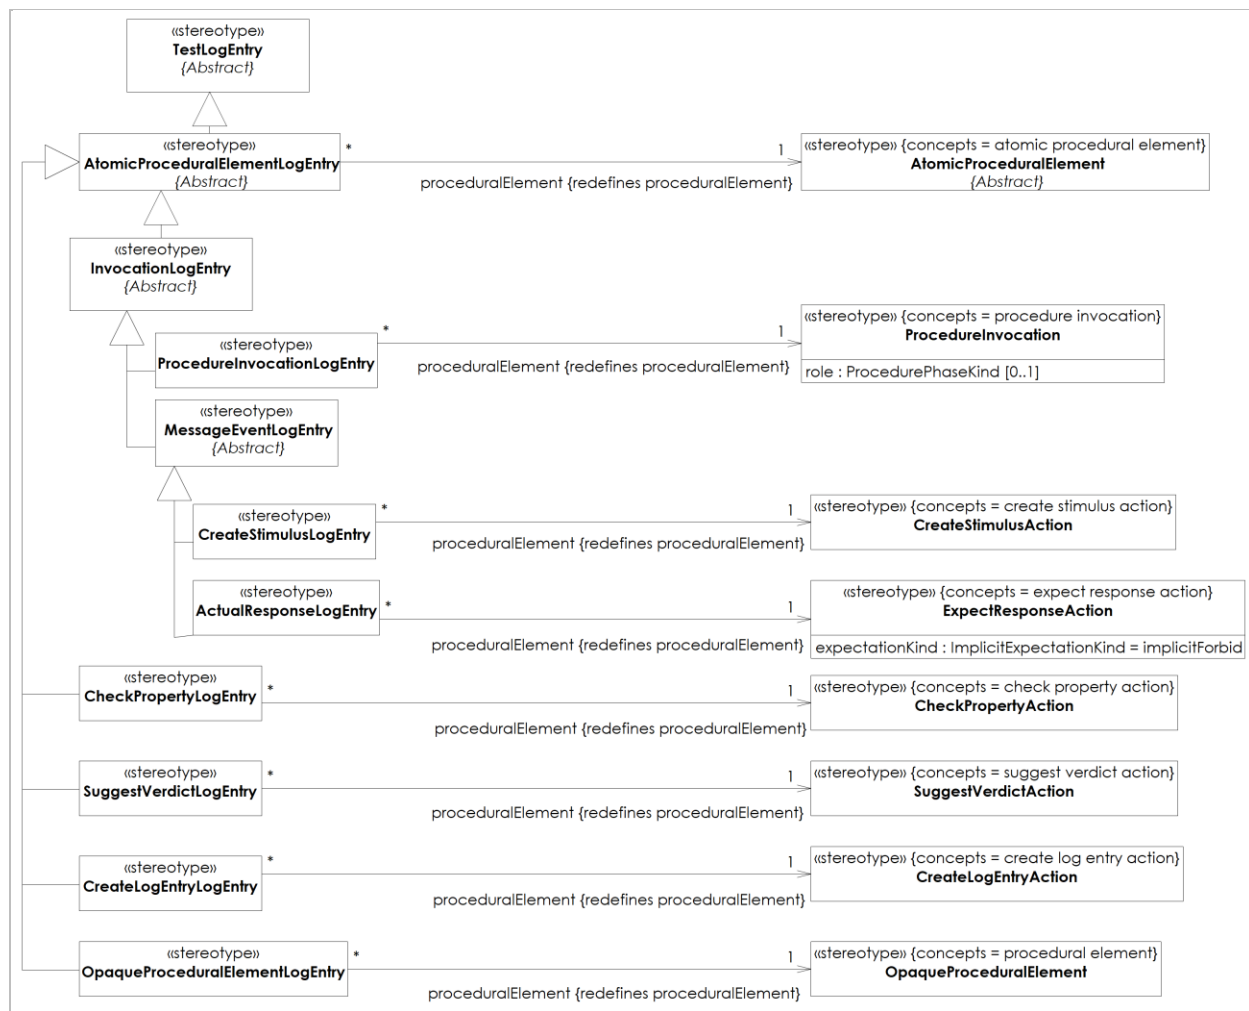 «stereotype»
TestLogEntry
{Abstract}
«stereotype»
AtomicProceduralElementLogEntry
{Abstract}
*
1
proceduralElement {redefines proceduralElement}
«stereotype» {concepts = atomic procedural element}
AtomicProceduralElement
{Abstract}
«stereotype»
InvocationLogEntry
{Abstract}
«stereotype»
ProcedureInvocationLogEntry
*
1
proceduralElement {redefines proceduralElement}
«stereotype» {concepts = procedure invocation}
ProcedureInvocation
role : ProcedurePhaseKind [0..1]
«stereotype»
MessageEventLogEntry
{Abstract}
«stereotype»
CreateStimulusLogEntry
*
1
proceduralElement {redefines proceduralElement}
«stereotype» {concepts = create stimulus action}
CreateStimulusAction
«stereotype»
ActualResponseLogEntry
*
1
proceduralElement {redefines proceduralElement}
«stereotype» {concepts = expect response action}
ExpectResponseAction
expectationKind : ImplicitExpectationKind = implicitForbid
«stereotype»
CheckPropertyLogEntry
*
1
proceduralElement {redefines proceduralElement}
«stereotype» {concepts = check property action}
CheckPropertyAction
«stereotype»
SuggestVerdictLogEntry
*
1
proceduralElement {redefines proceduralElement}
«stereotype» {concepts = suggest verdict action}
SuggestVerdictAction
«stereotype»
CreateLogEntryLogEntry
*
1
proceduralElement {redefines proceduralElement}
«stereotype» {concepts = create log entry action}
CreateLogEntryAction
«stereotype»
OpaqueProceduralElementLogEntry
*
1
proceduralElement {redefines proceduralElement}
«stereotype» {concepts = procedural element}
OpaqueProceduralElement